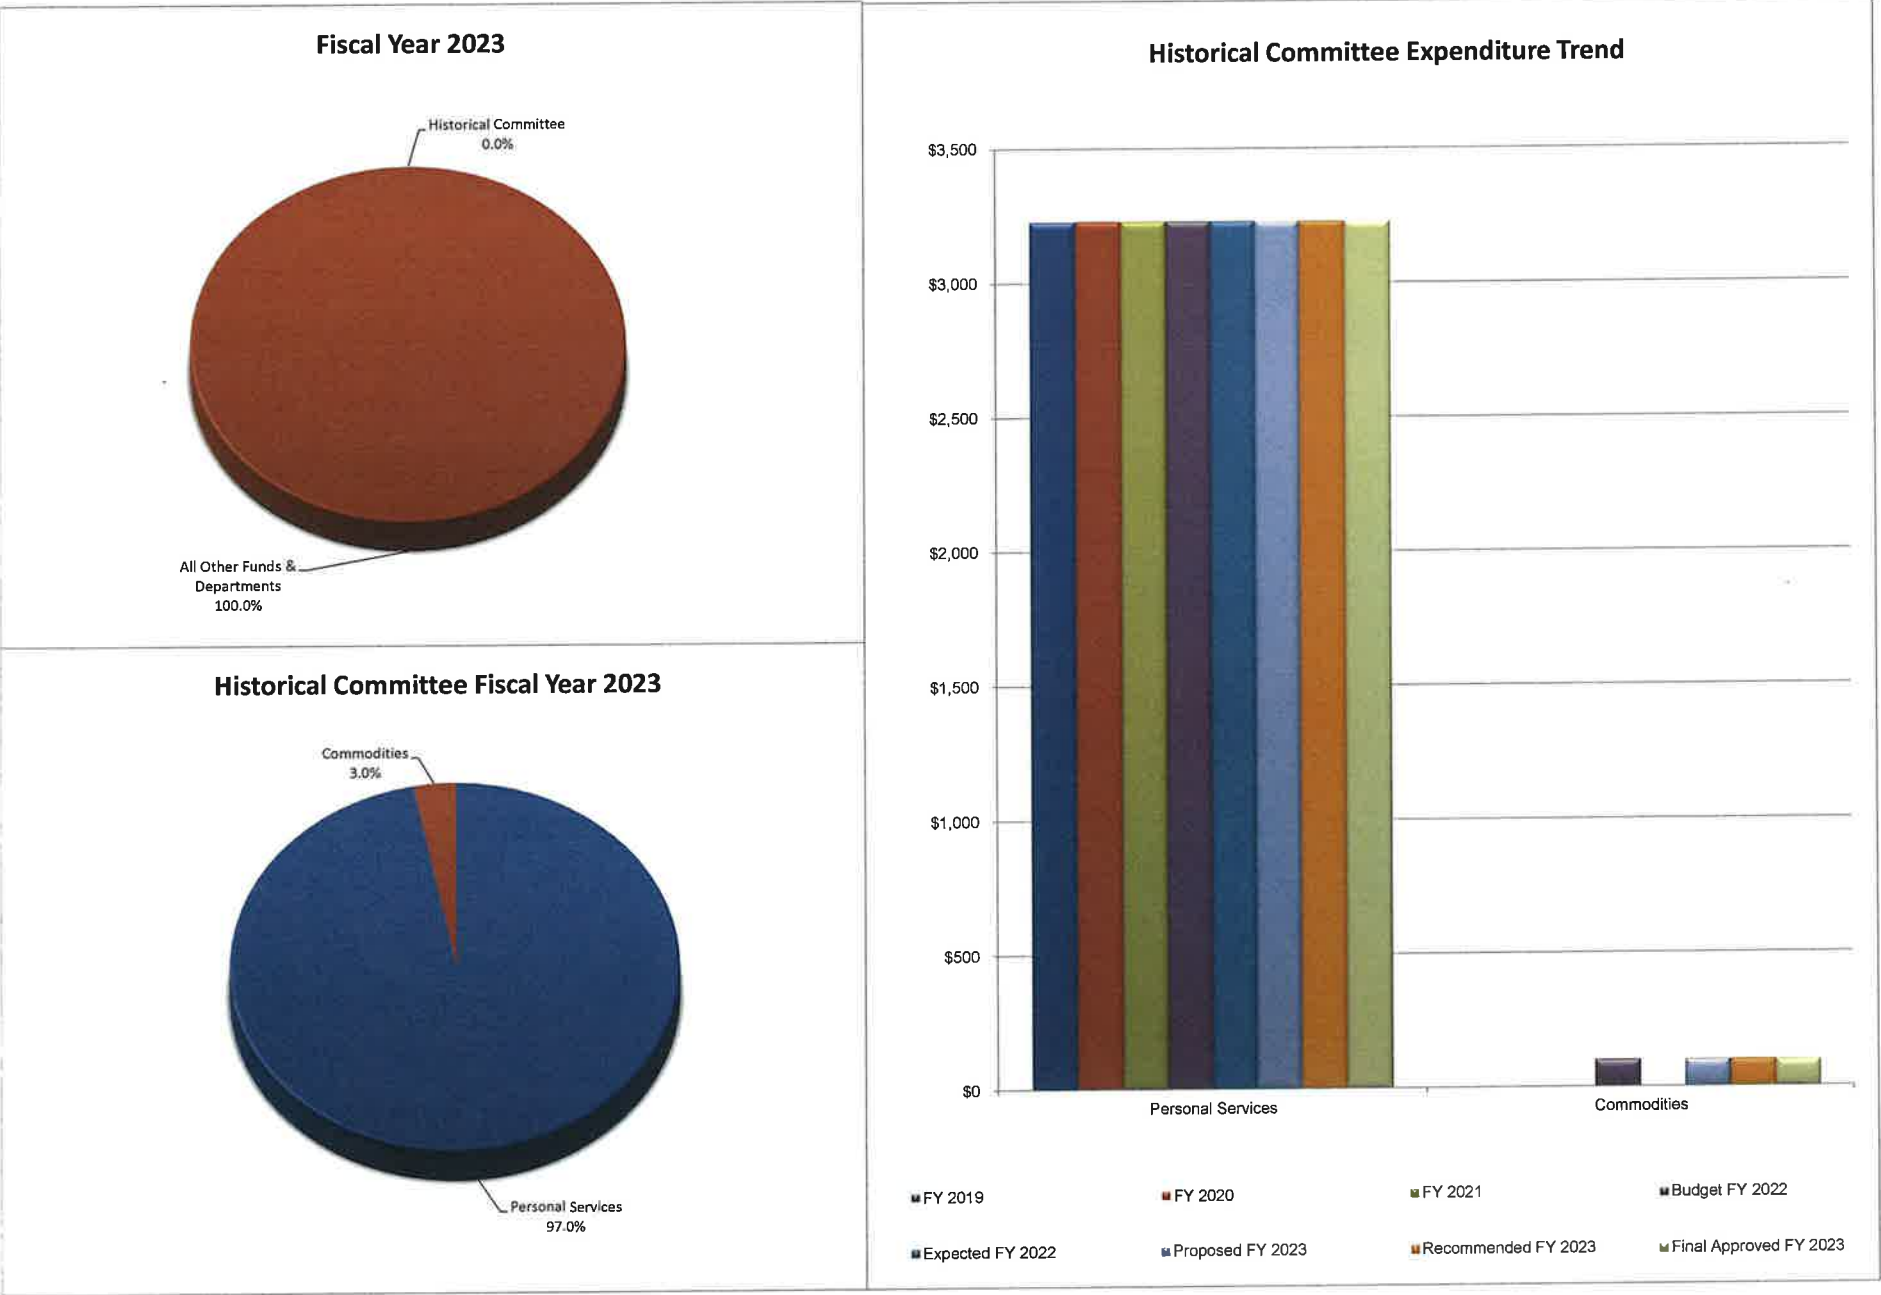 Fiscal Year 2023
Historical Committee
0.0%
All Other Funds &
Departments
100.0%
Historical Committee Fiscal Year 2023
Commodities
3.0%
Personal Services
97.0%
Historical Committee Expenditure Trend
$3,500
$3,000
$2,500
$2,000
$1,500
$1,000
$500
$0
Personal Services
Commodities
FY 2019
FY 2020
FY 2021
Budget FY 2022
Expected FY 2022
Proposed FY 2023
Recommended FY 2023
Final Approved FY 2023